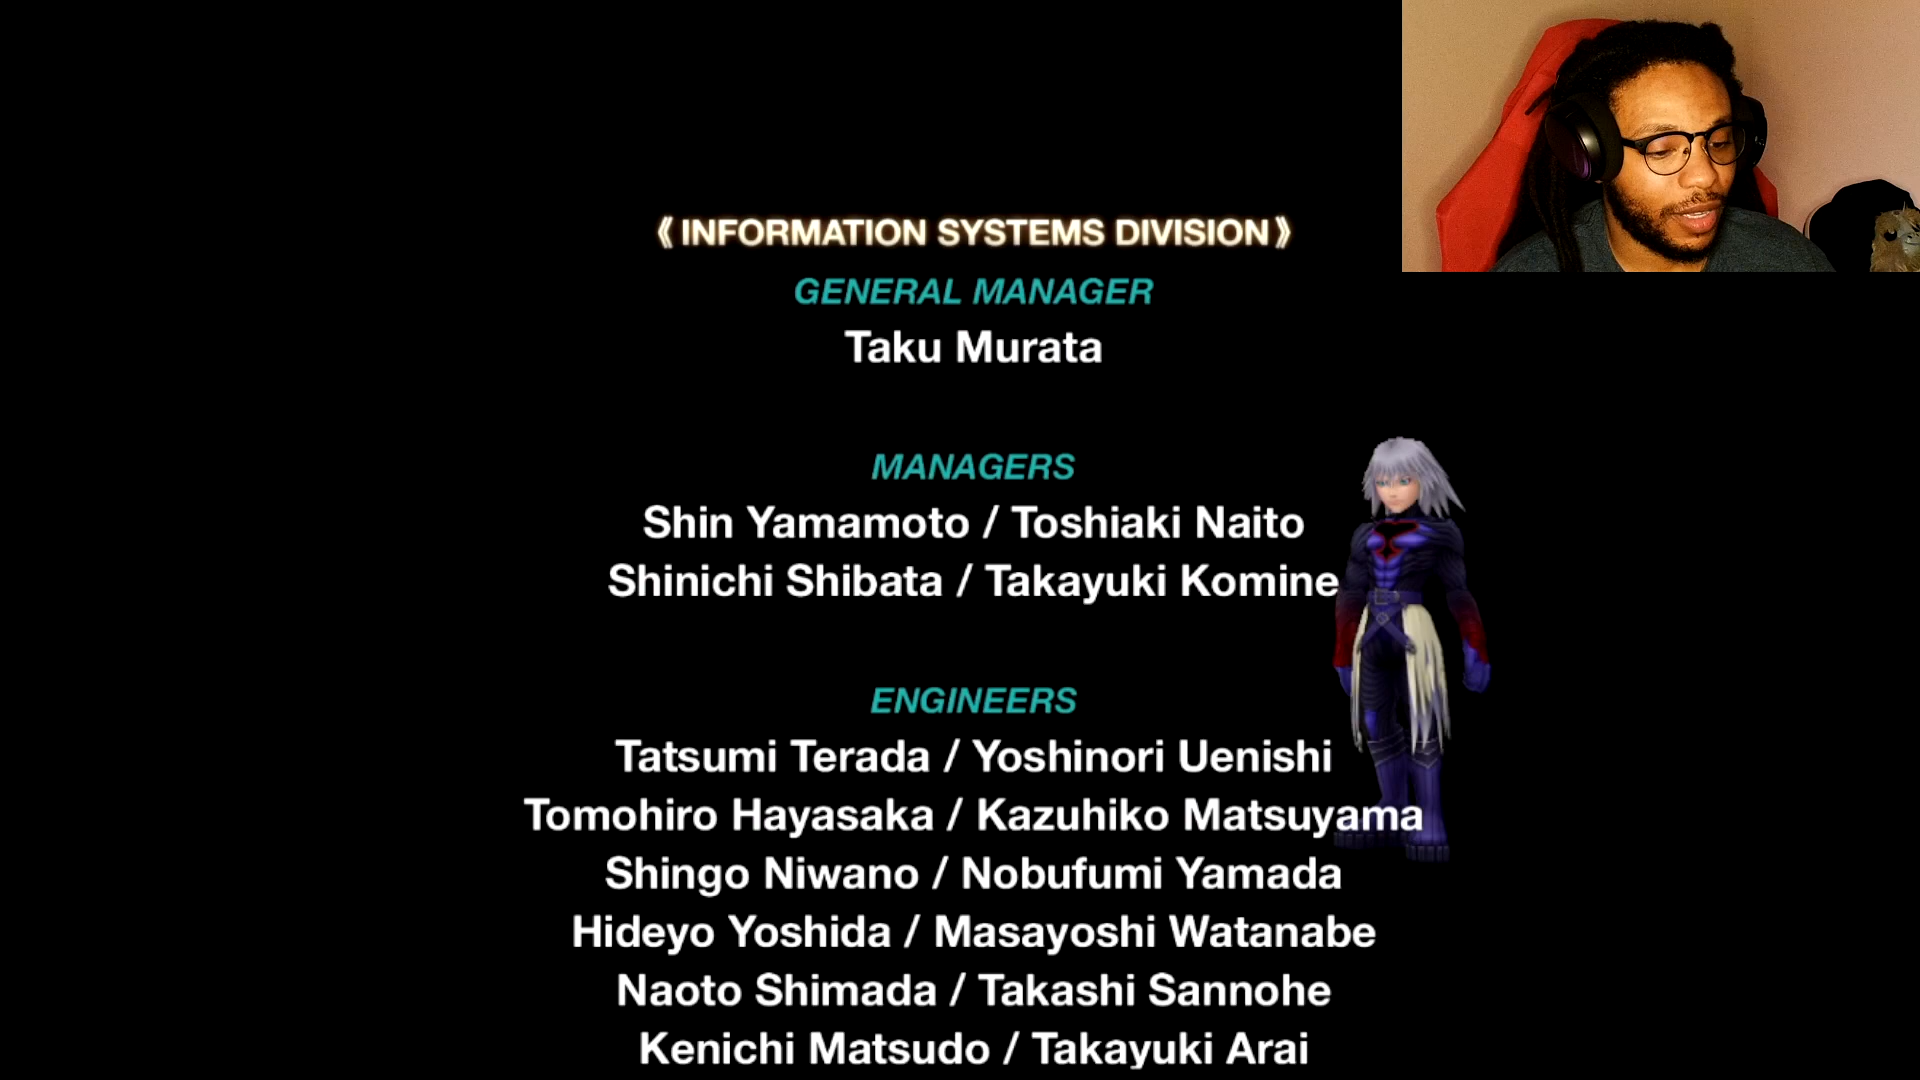 《INFORMATION SYSTEMS DIVISION》
GENERAL MANAGER
Taku Murata
MANAGERS
Shin Yamamoto / Toshiaki Naito
Shinichi Shibata / Takayuki Komine
ENGINEERS
Tatsumi Terada / Yoshinori Uenishi
Tomohiro Hayasaka / Kazuhiko Matsuyama
Shingo Niwano / Nobufumi Yamada
Hideyo Yoshida / Masayoshi Watanabe
Naoto Shimada / Takashi Sannohe
Kenichi Matsudo / Takayuki Arai